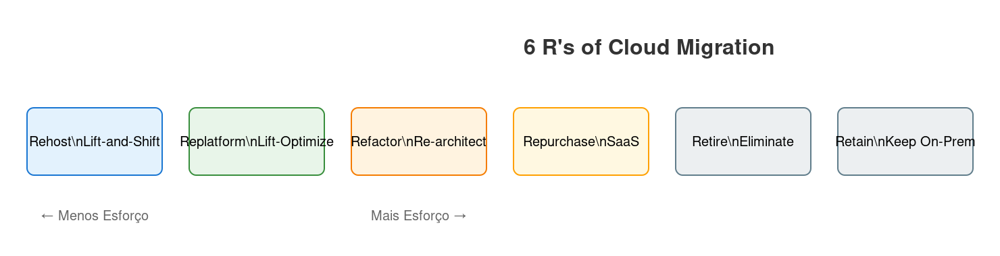 6 R's of Cloud Migration
Rehost\nLift-and-Shift
Replatform\nLift-Optimize
Refactor\nRe-architect
Repurchase\nSaaS
Retire\nEliminate
Retain\nKeep On-Prem
← Menos Esforço
Mais Esforço →